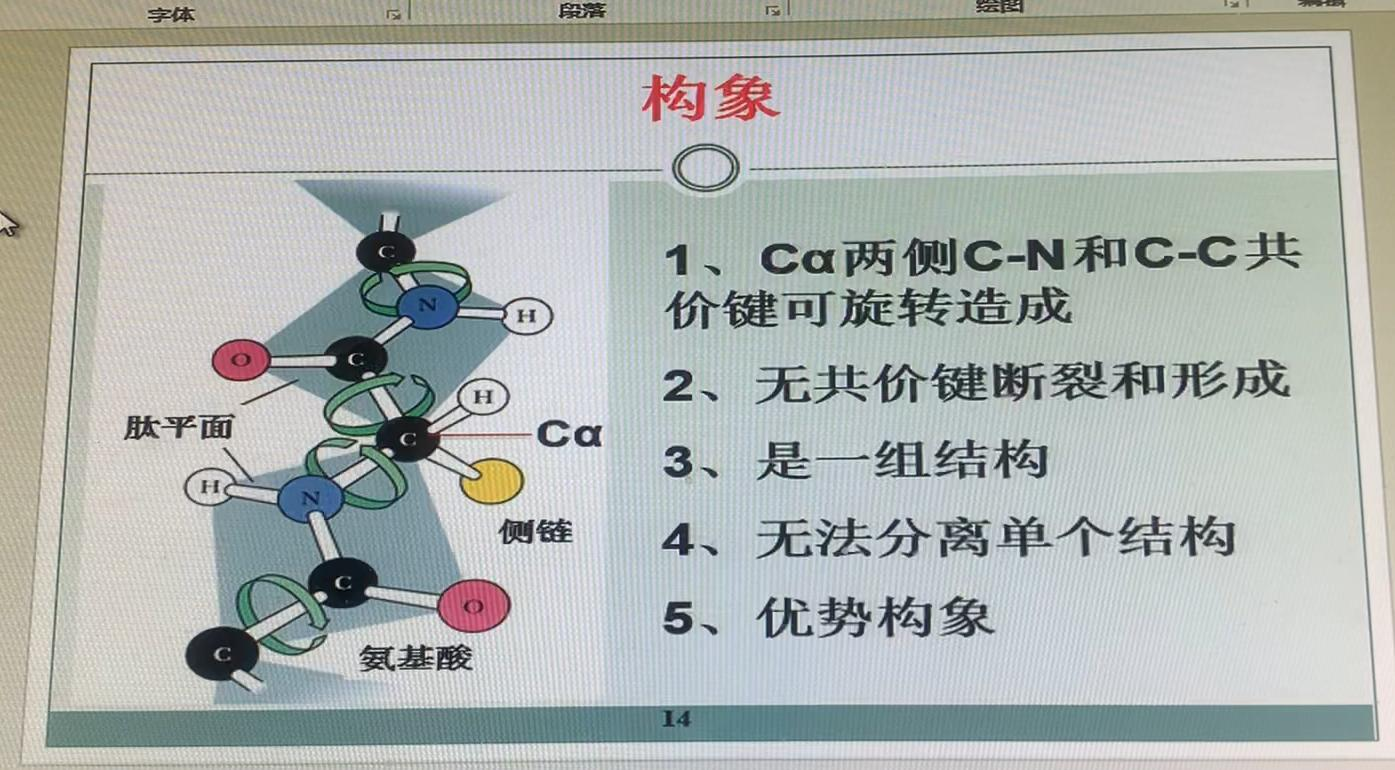 字体
段落
绘图
编辑
构象
C
N
H
O
C
H
肽平面
C
Cα
H
N
侧链
C
O
C
氨基酸
1、Cα两侧C-N和C-C共
价键可旋转造成
2、无共价键断裂和形成
3、是一组结构
4、无法分离单个结构
5、优势构象
14